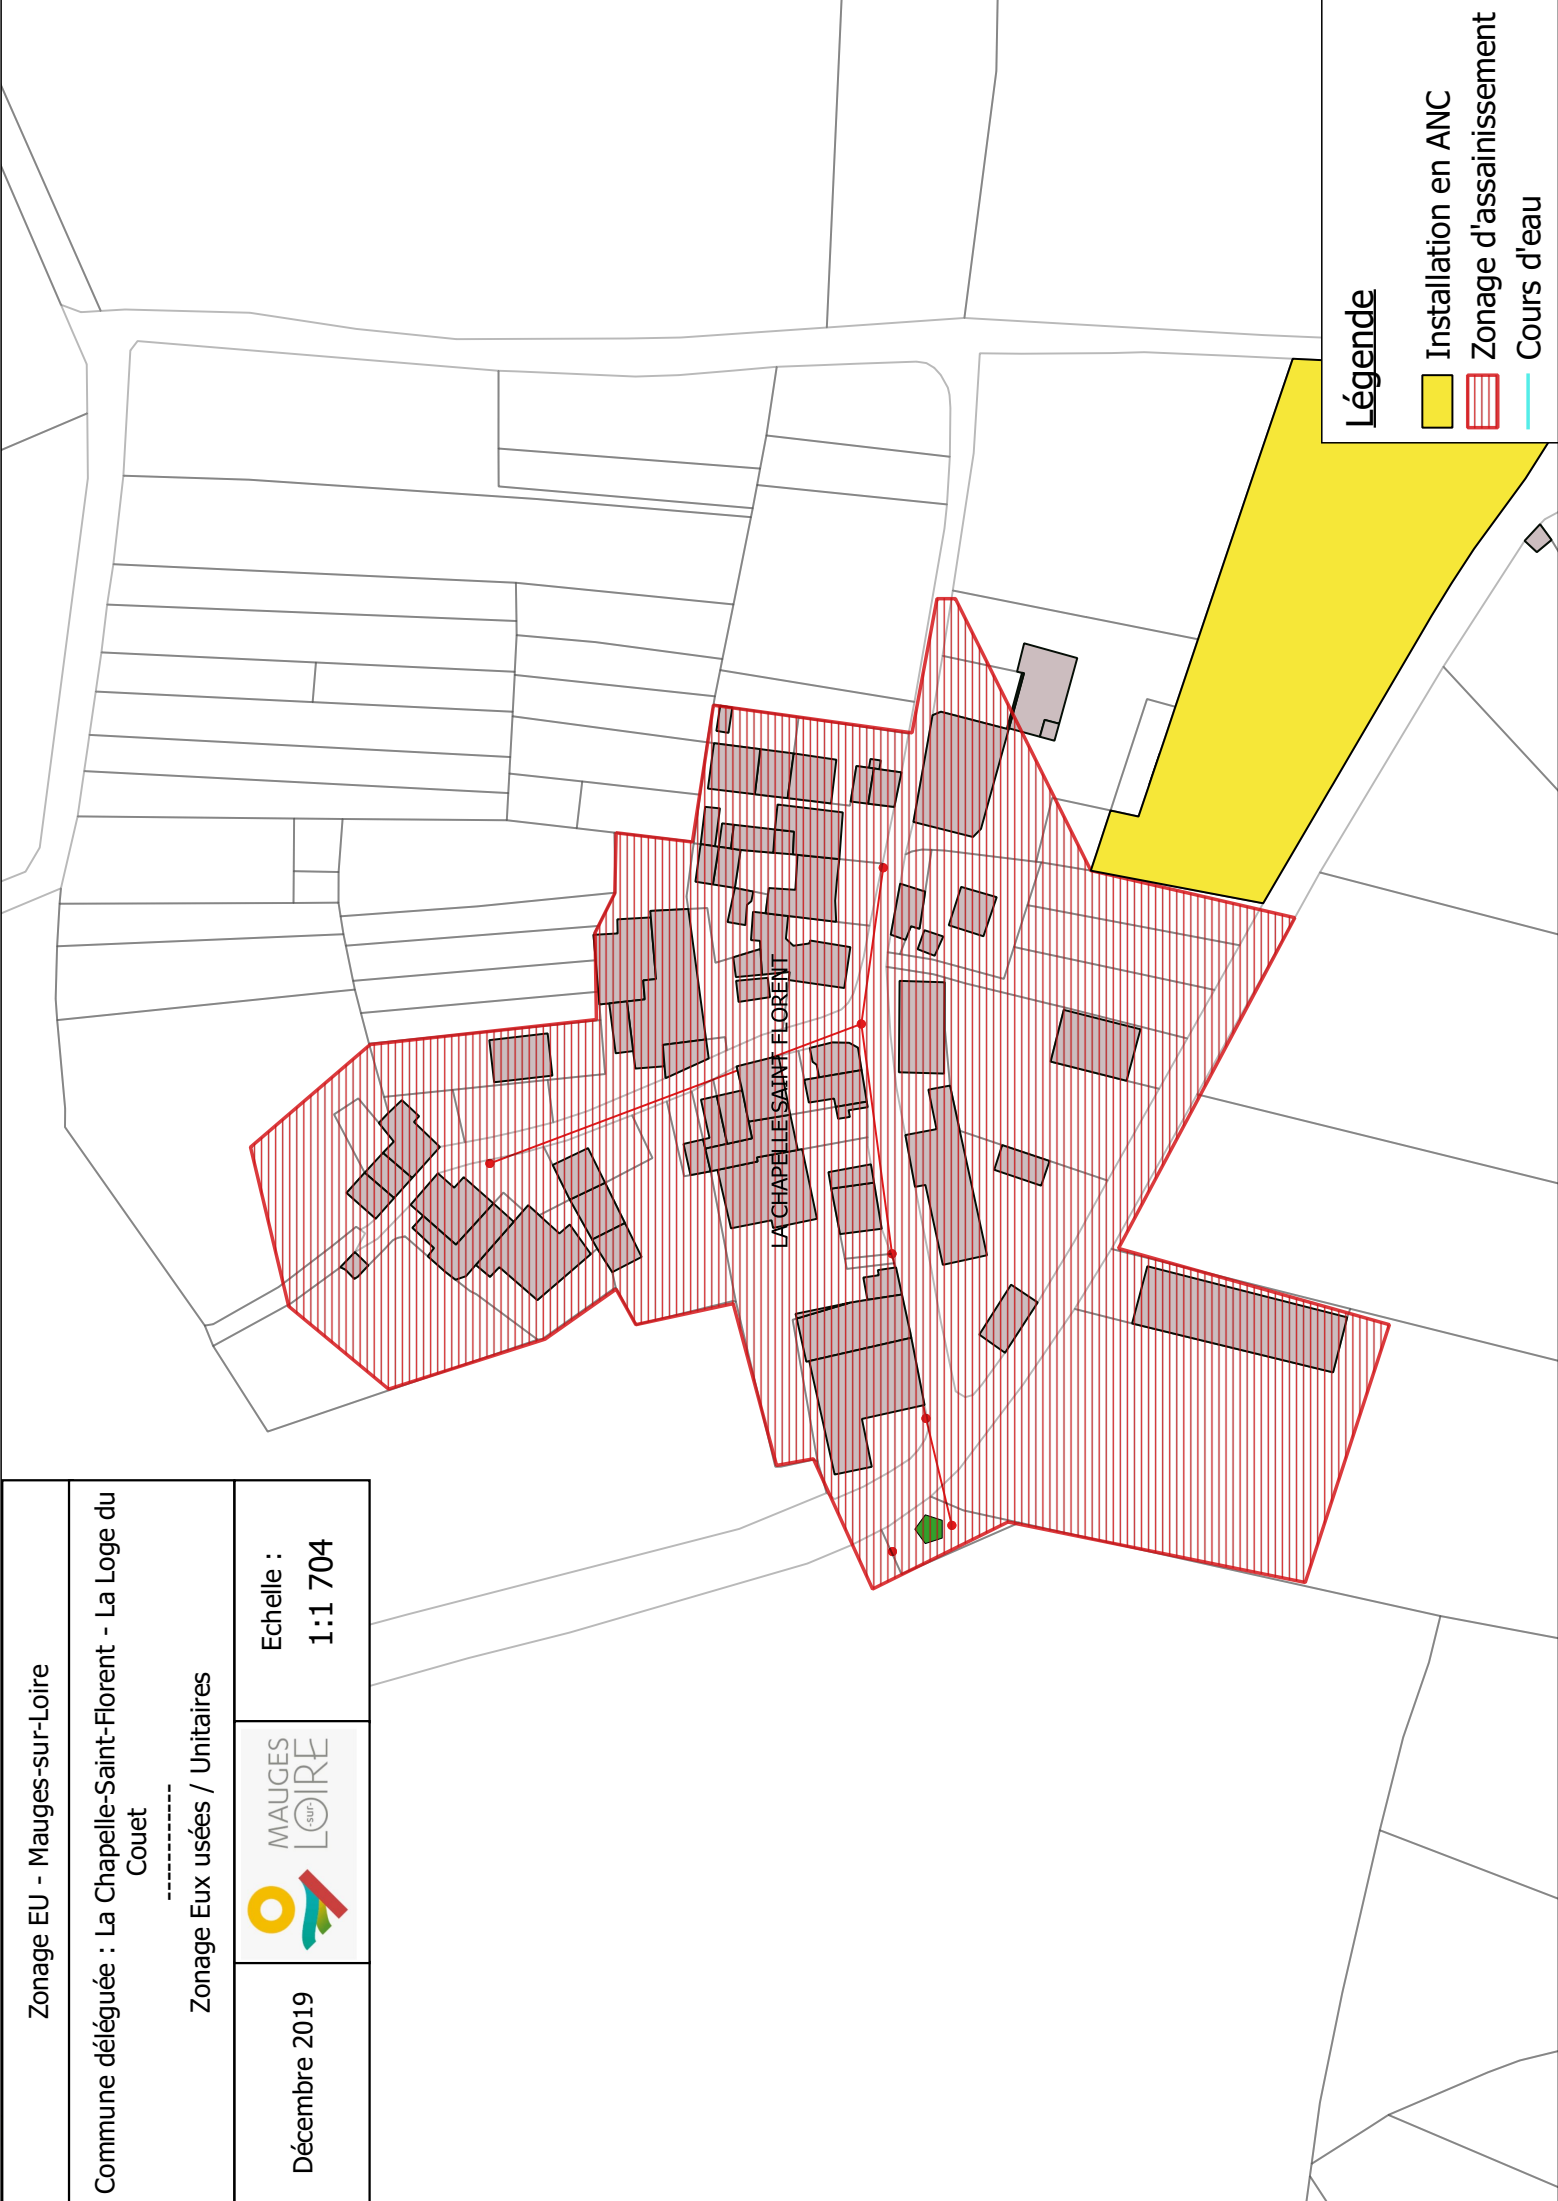 Zonage EU - Mauges-sur-Loire
Commune déléguée : La Chapelle-Saint-Florent - La Loge du
Couet
------------
Zonage Eux usées / Unitaires
Décembre 2019
MAUGES
-sur-
LOIRE
Echelle :
1:1 704
LA CHAPELLE SAINT FLORENT
Légende
Installation en ANC
Zonage d'assainissement
Cours d'eau